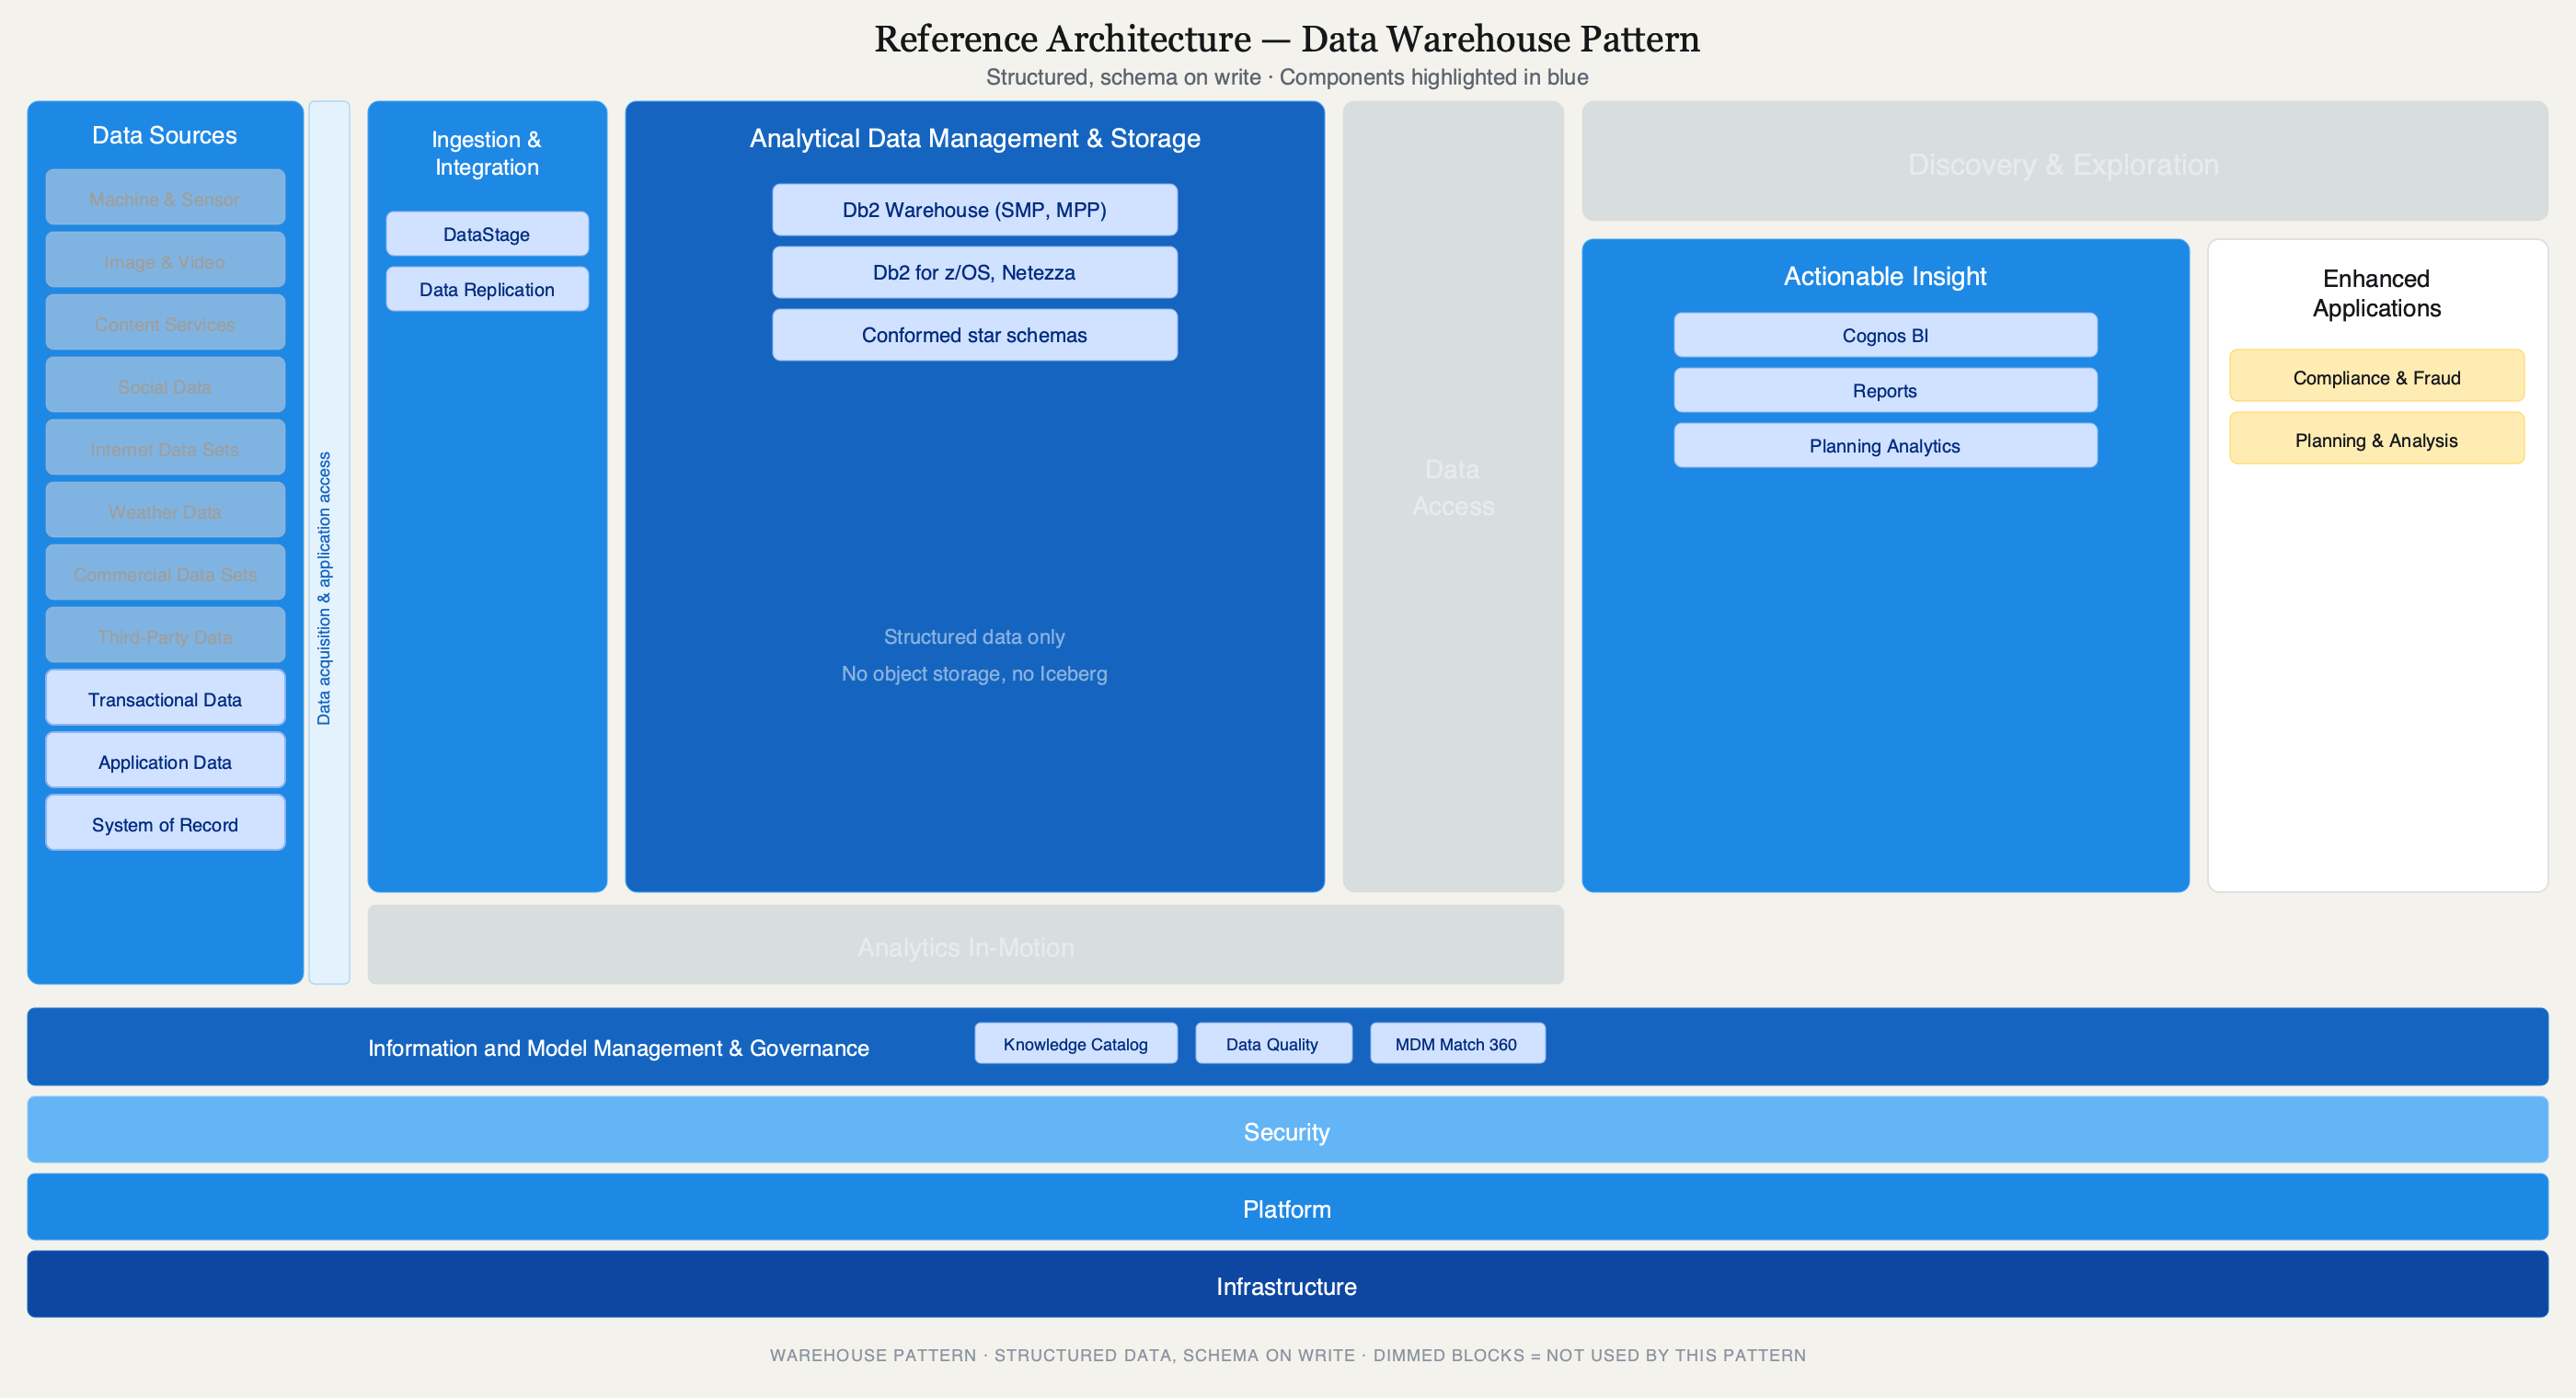 Reference Architecture — Data Warehouse Pattern
Structured, schema on write · Components highlighted in blue
Data Sources
Machine & Sensor
Image & Video
Content Services
Social Data
Internet Data Sets
Weather Data
Commercial Data Sets
Third-Party Data
Transactional Data
Application Data
System of Record
Data acquisition & application access
Ingestion &
Integration
DataStage
Data Replication
Analytical Data Management & Storage
Db2 Warehouse (SMP, MPP)
Db2 for z/OS, Netezza
Conformed star schemas
Structured data only
No object storage, no Iceberg
Data
Access
Discovery & Exploration
Actionable Insight
Cognos BI
Reports
Planning Analytics
Enhanced
Applications
Compliance & Fraud
Planning & Analysis
Analytics In-Motion
Information and Model Management & Governance
Knowledge Catalog
Data Quality
MDM Match 360
Security
Platform
Infrastructure
WAREHOUSE PATTERN · STRUCTURED DATA, SCHEMA ON WRITE · DIMMED BLOCKS = NOT USED BY THIS PATTERN